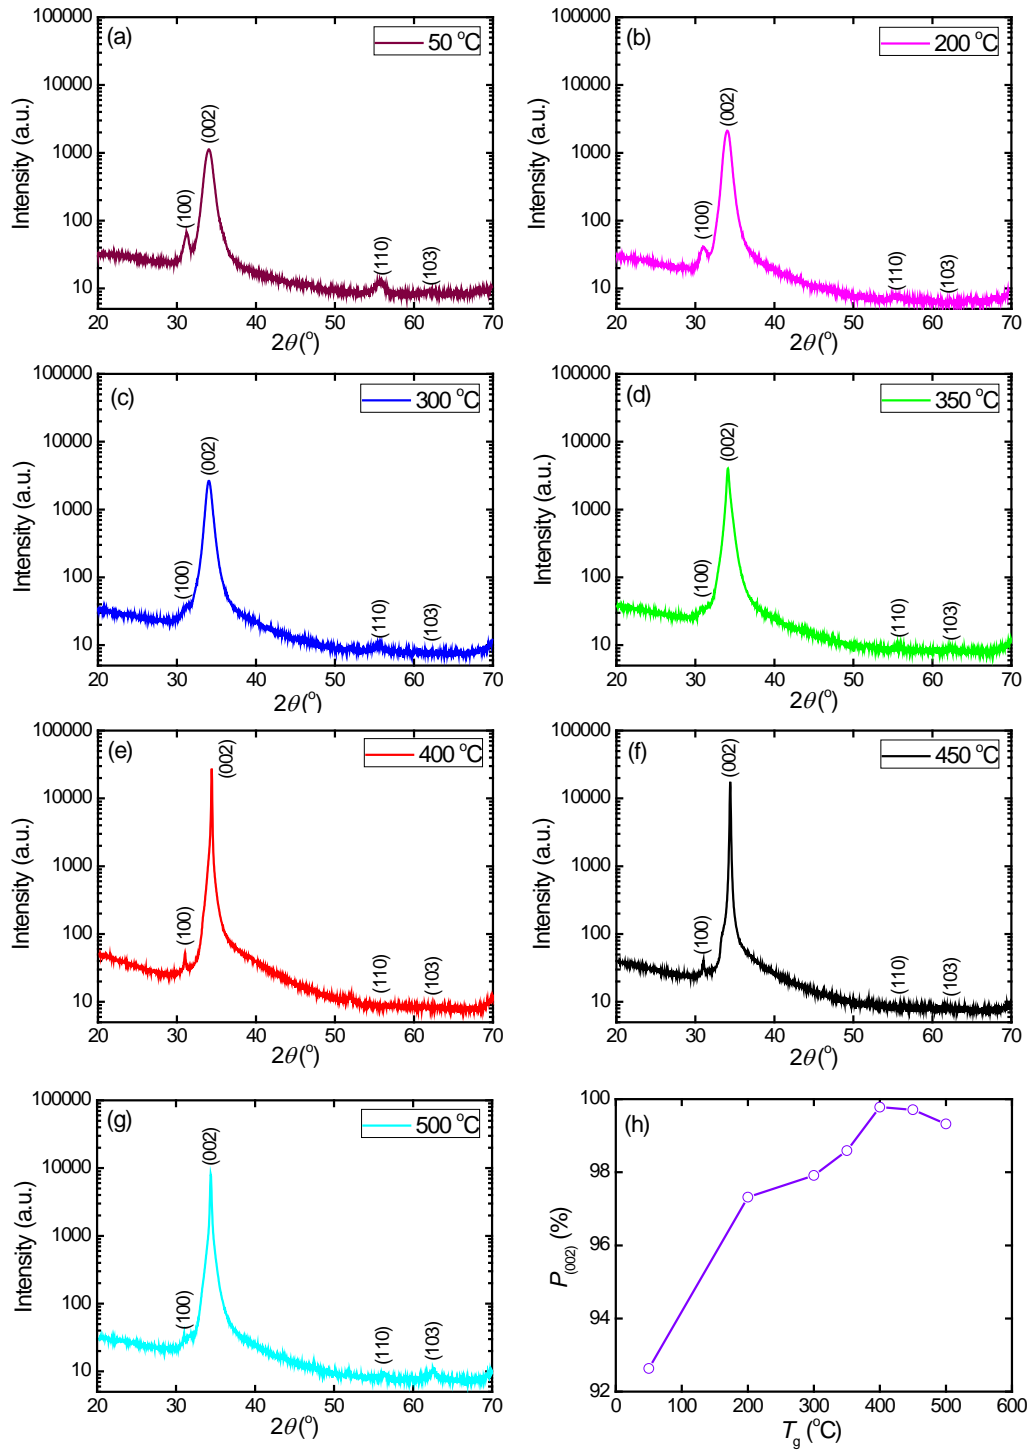 (a)
50 °C
Intensity (a.u.)
100000
10000
1000
100
10
(100)
(002)
(110)
(103)
20 30 40 50 60 70
2θ (°)
(b)
200 °C
Intensity (a.u.)
100000
10000
1000
100
10
(100)
(002)
(110)
(103)
20 30 40 50 60 70
2θ (°)
(c)
300 °C
Intensity (a.u.)
100000
10000
1000
100
10
(100)
(002)
(110)
(103)
20 30 40 50 60 70
2θ (°)
(d)
350 °C
Intensity (a.u.)
100000
10000
1000
100
10
(100)
(002)
(110)
(103)
20 30 40 50 60 70
2θ (°)
(e)
400 °C
Intensity (a.u.)
100000
10000
1000
100
10
(100)
(002)
(110)
(103)
20 30 40 50 60 70
2θ (°)
(f)
450 °C
Intensity (a.u.)
100000
10000
1000
100
10
(100)
(002)
(110)
(103)
20 30 40 50 60 70
2θ (°)
(g)
500 °C
Intensity (a.u.)
100000
10000
1000
100
10
(100)
(002)
(110)
(103)
20 30 40 50 60 70
2θ (°)
(h)
P(002) (%)
100
98
96
94
92
0 100 200 300 400 500 600
Tg (°C)